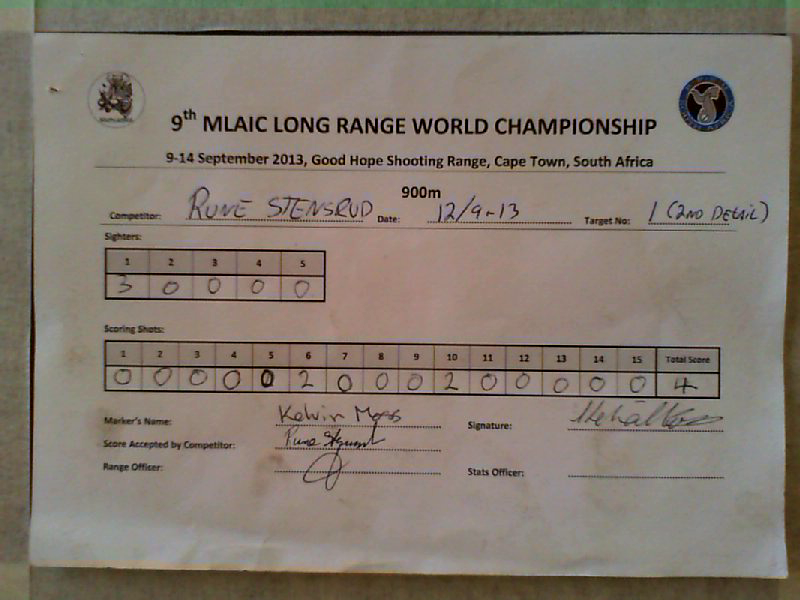 9th MLAIC LONG RANGE WORLD CHAMPIONSHIP
9-14 September 2013, Good Hope Shooting Range, Cape Town, South Africa
900m
Competitor: RUNE STENSRUD Date: 12/9-13 Target No: 1 (2ND DETAIL)
Sighters:
1 2 3 4 5
3 0 0 0 0
Scoring Shots:
1 2 3 4 5 6 7 8 9 10 11 12 13 14 15 Total Score
0 0 0 0 0 2 0 0 0 2 0 0 0 0 0 4
Marker's Name: Kelvin Moss Signature:
Score Accepted by Competitor: Rune
Range Officer: Stats Officer: